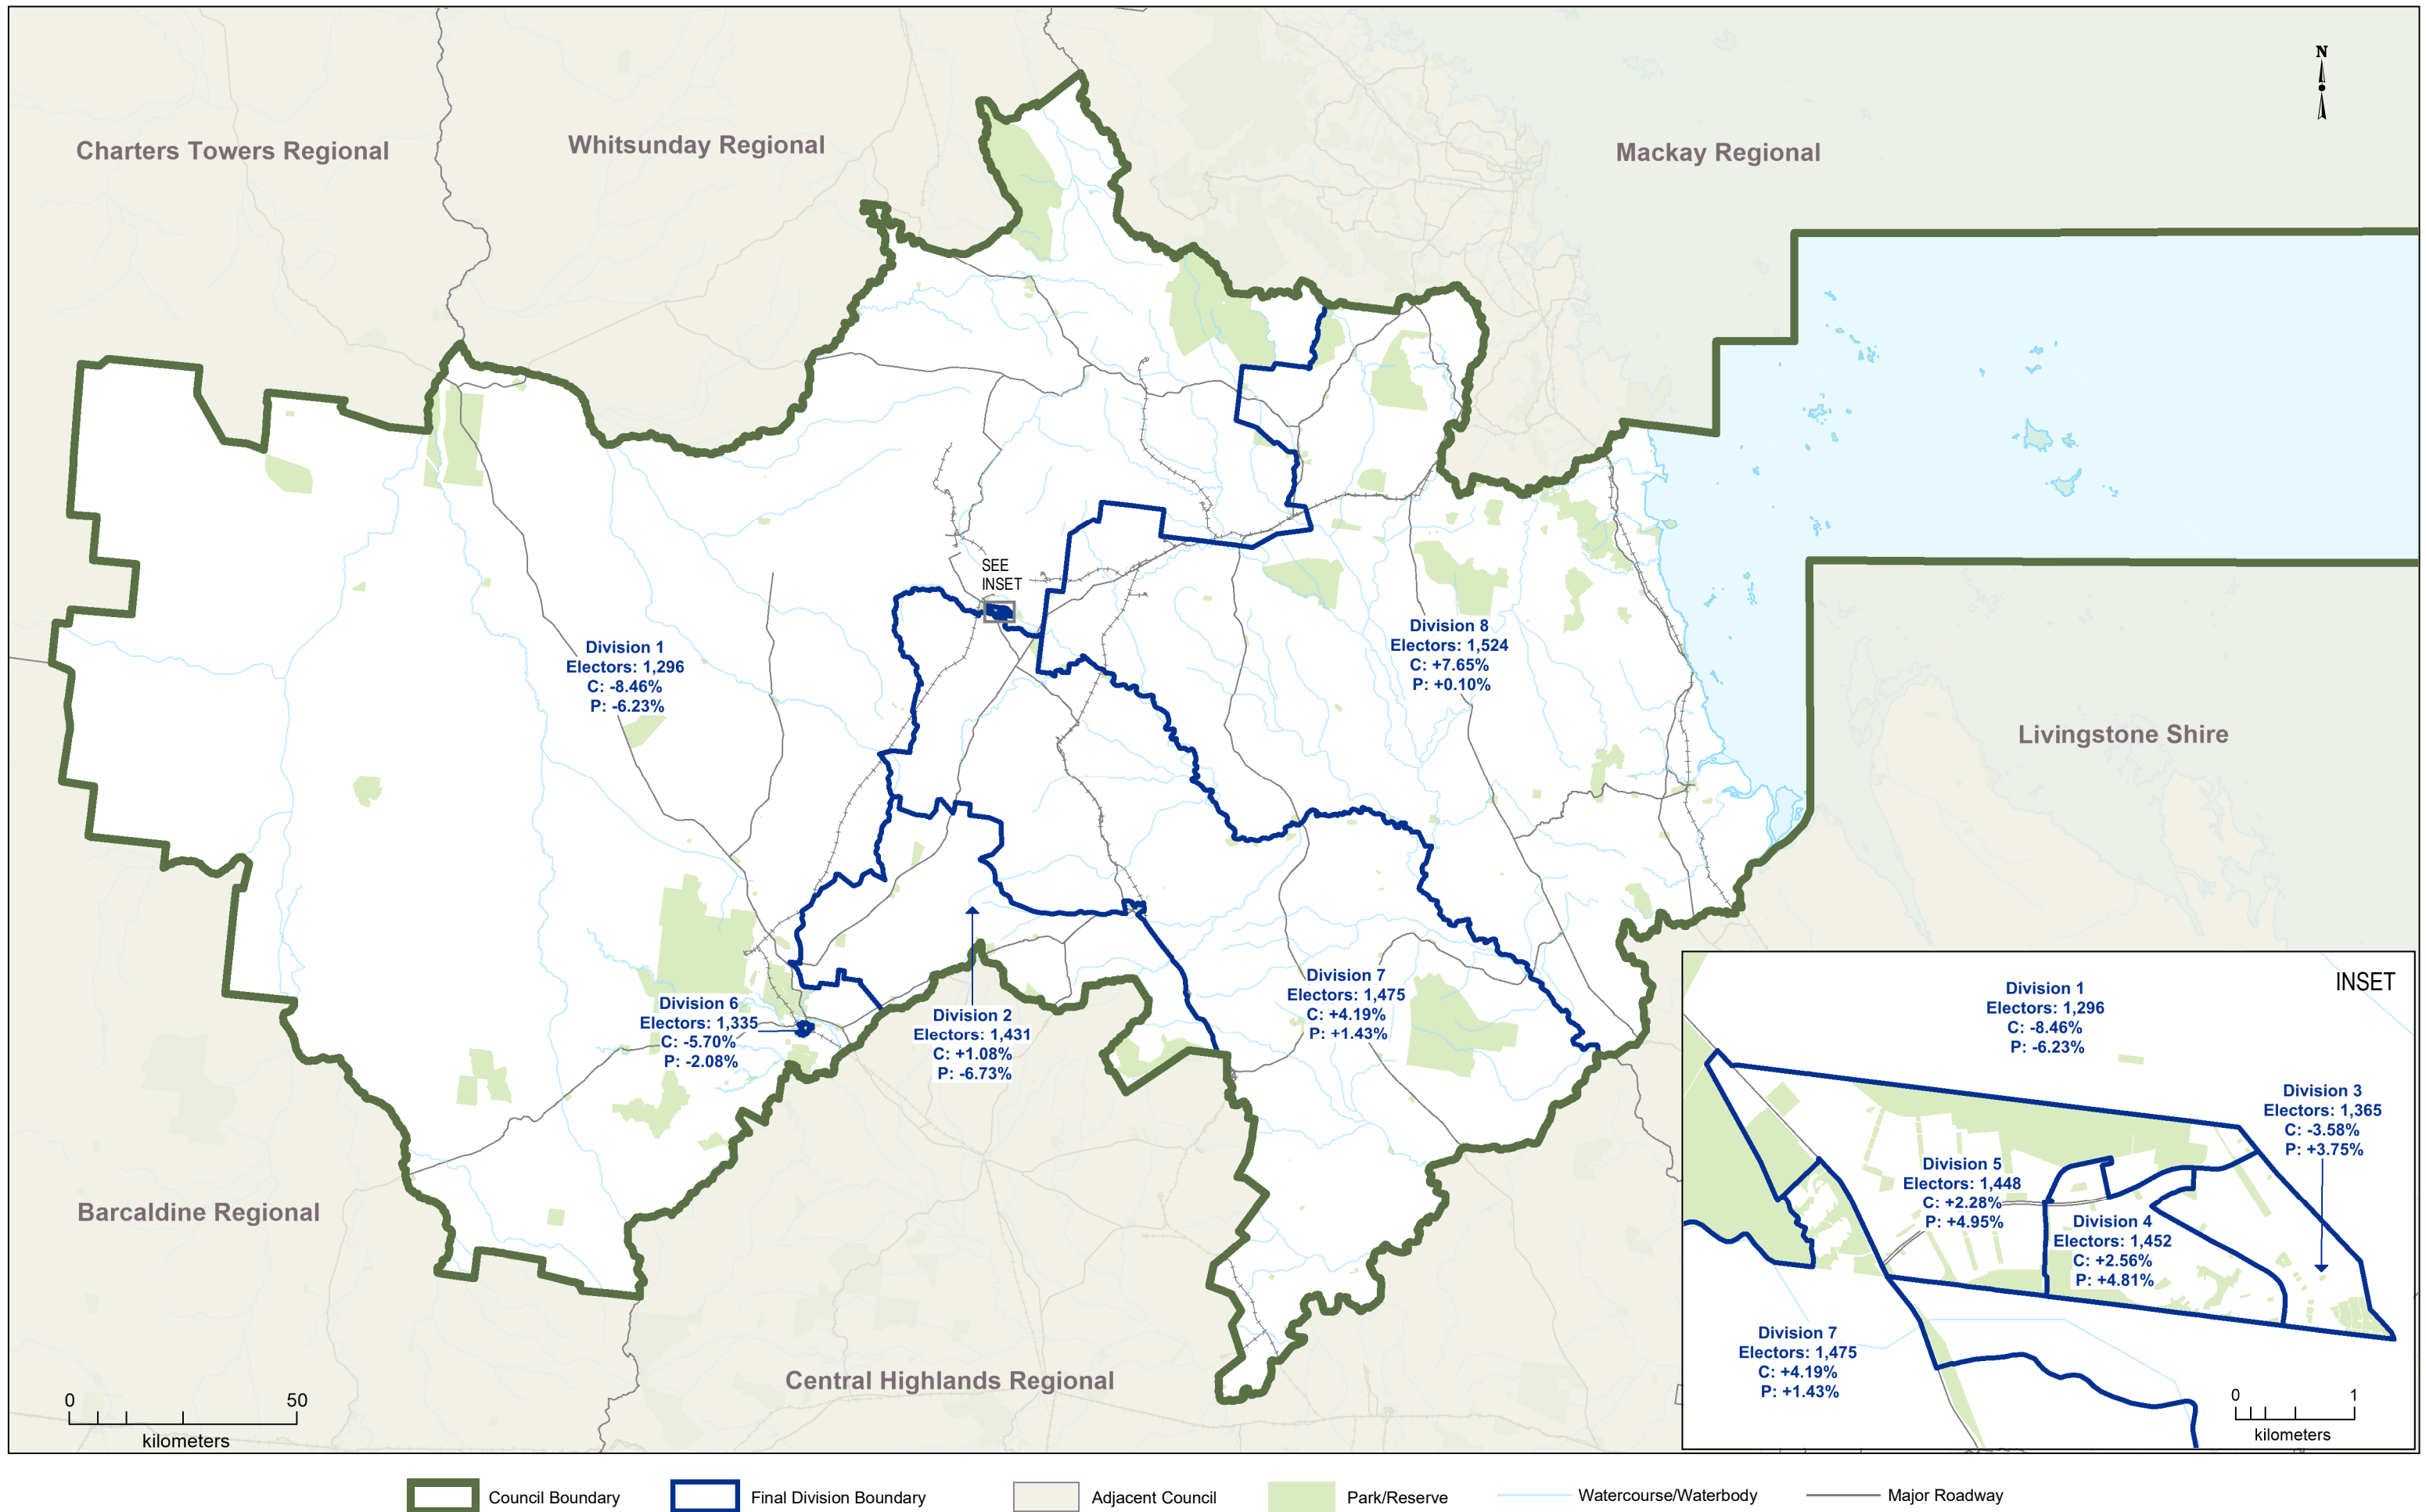 N
Charters Towers Regional
Whitsunday Regional
Mackay Regional
SEE
INSET
Division 1
Electors: 1,296
C: -8.46%
P: -6.23%
Division 8
Electors: 1,524
C: +7.65%
P: +0.10%
Livingstone Shire
Division 6
Electors: 1,335
C: -5.70%
P: -2.08%
Division 2
Electors: 1,431
C: +1.08%
P: -6.73%
Division 7
Electors: 1,475
C: +4.19%
P: +1.43%
Barcaldine Regional
Central Highlands Regional
0 50
kilometers
INSET
Division 1
Electors: 1,296
C: -8.46%
P: -6.23%
Division 3
Electors: 1,365
C: -3.58%
P: +3.75%
Division 5
Electors: 1,448
C: +2.28%
P: +4.95%
Division 4
Electors: 1,452
C: +2.56%
P: +4.81%
Division 7
Electors: 1,475
C: +4.19%
P: +1.43%
0 1
kilometers
Council Boundary
Final Division Boundary
Adjacent Council
Park/Reserve
Watercourse/Waterbody
Major Roadway